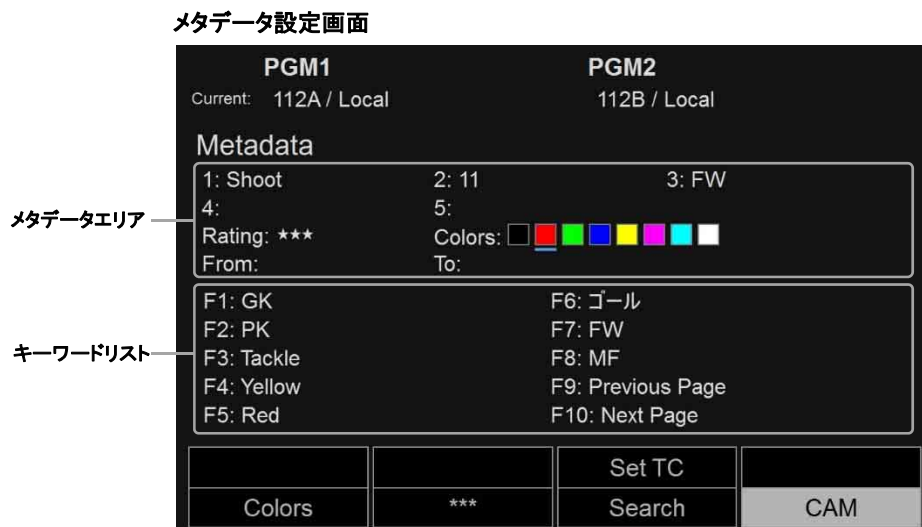 メタデータ設定画面
PGM1 PGM2
Current: 112A / Local 112B / Local
Metadata
メタデータエリア
1: Shoot 2: 11 3: FW
4: 5:
Rating: *** Colors:
From: To:
キーワードリスト
F1: GK F6: ゴール
F2: PK F7: FW
F3: Tackle F8: MF
F4: Yellow F9: Previous Page
F5: Red F10: Next Page
Set TC
Colors *** Search CAM